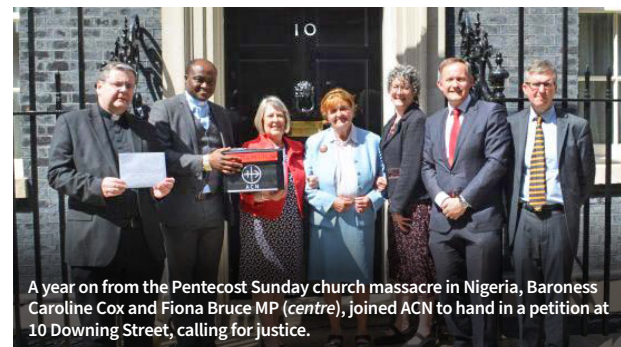 10
ACN
A year on from the Pentecost Sunday church massacre in Nigeria, Baroness
Caroline Cox and Fiona Bruce MP (centre), joined ACN to hand in a petition at
10 Downing Street, calling for justice.